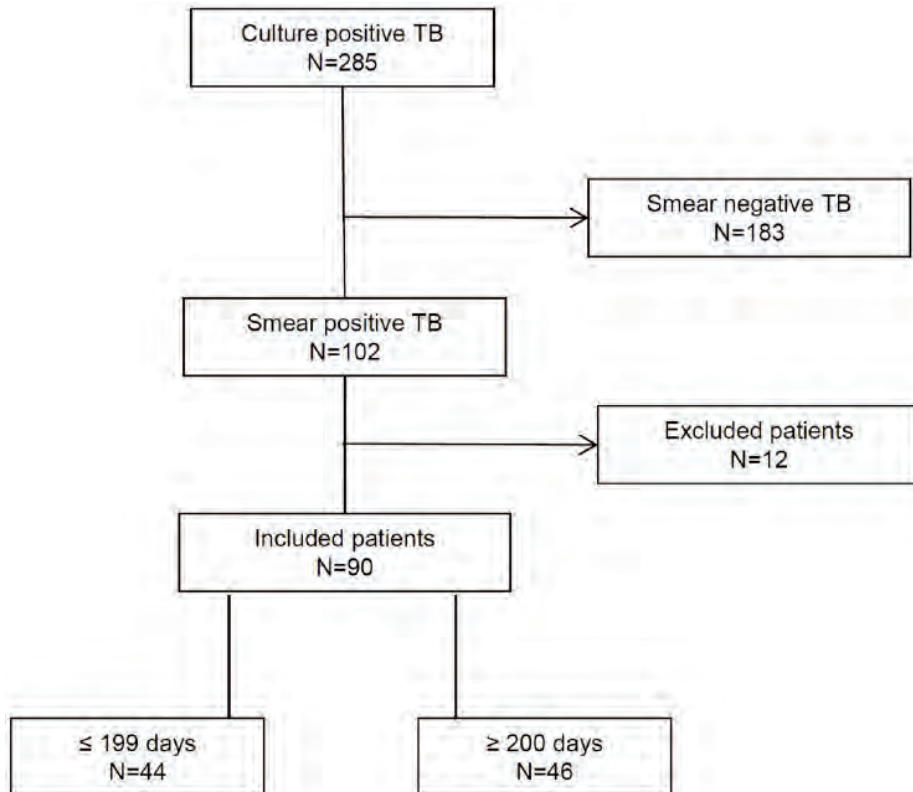 Culture positive TB
N=285
Smear negative TB
N=183
Smear positive TB
N=102
Excluded patients
N=12
Included patients
N=90
≤ 199 days
N=44
≥ 200 days
N=46